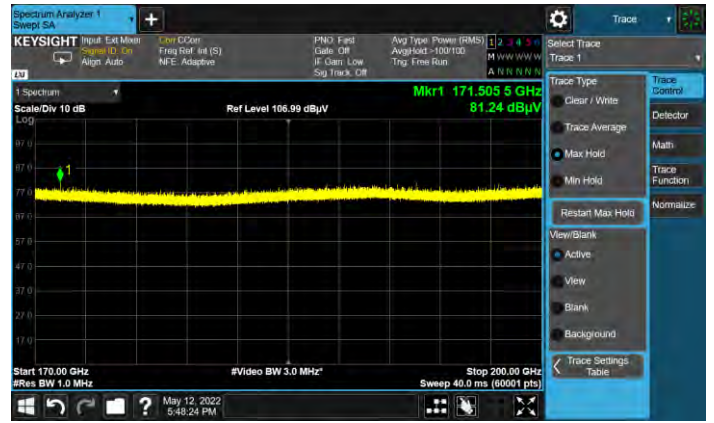 Spectrum Analyzer 1
Swept SA
+
Trace
KEYSIGHT
Input: Ext Mixer
Signal ID: On
Align: Auto
Corr CCorr
Freq Ref: Int (S)
NFE: Adaptive
PNO: Fast
Gate: Off
IF Gain: Low
Sig Track: Off
Avg Type: Power (RMS)
Avg|Hold:>100/100
Trig: Free Run
1 2 3 4 5 6
M W W W W W
A N N N N N
LXI
Select Trace
Trace 1
1 Spectrum
Mkr1 171.505 5 GHz
Scale/Div 10 dB
Ref Level 106.99 dBµV
81.24 dBµV
Log
97.0
87.0
77.0
67.0
57.0
47.0
37.0
27.0
17.0
1
Start 170.00 GHz
#Video BW 3.0 MHz*
Stop 200.00 GHz
#Res BW 1.0 MHz
Sweep 40.0 ms (60001 pts)
Trace Type
Clear / Write
Trace Average
Max Hold
Min Hold
Restart Max Hold
View/Blank
Active
View
Blank
Background
Trace Settings
Table
Trace
Control
Detector
Math
Trace
Function
Normalize
?
May 12, 2022
5:48:24 PM